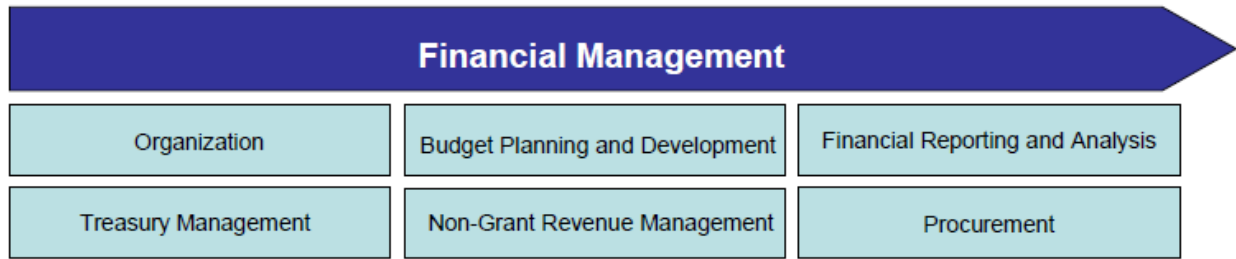 Financial Management
Organization
Budget Planning and Development
Financial Reporting and Analysis
Treasury Management
Non-Grant Revenue Management
Procurement